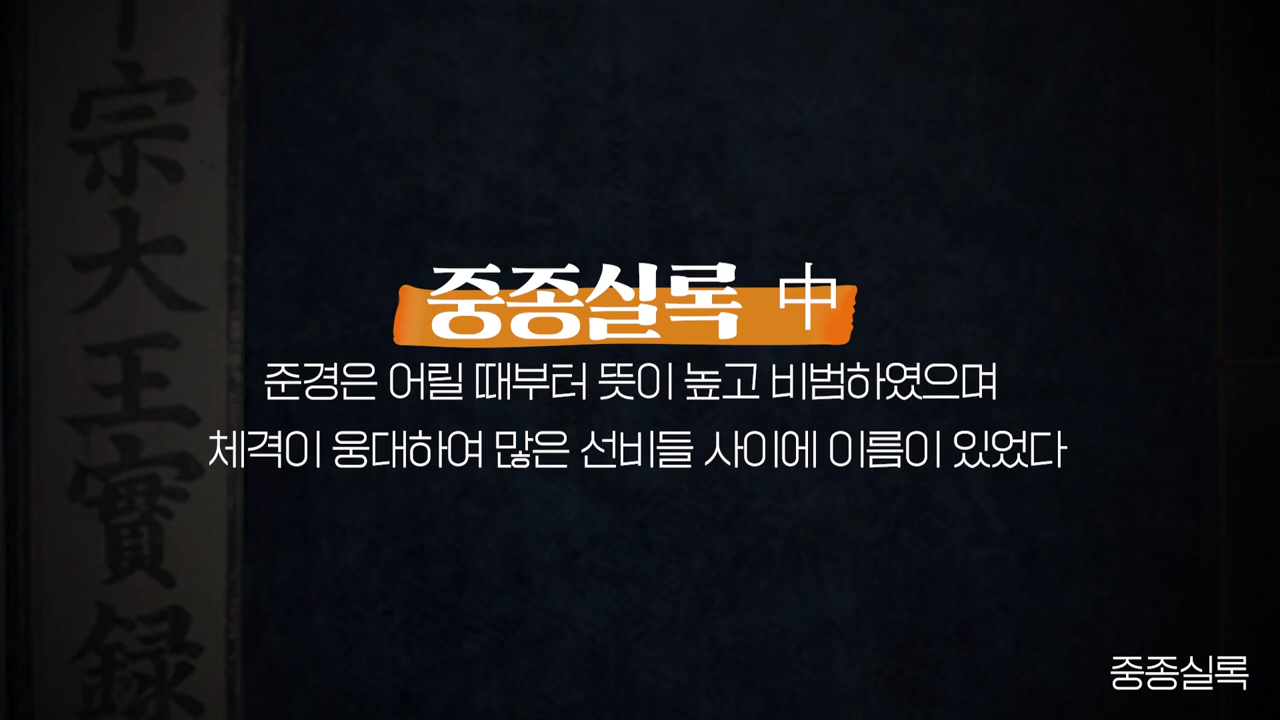 宗大王實録
중종실록 中
준경은 어릴 때부터 뜻이 높고 비범하였으며
체격이 웅대하여 많은 선비들 사이에 이름이 있었다
중종실록